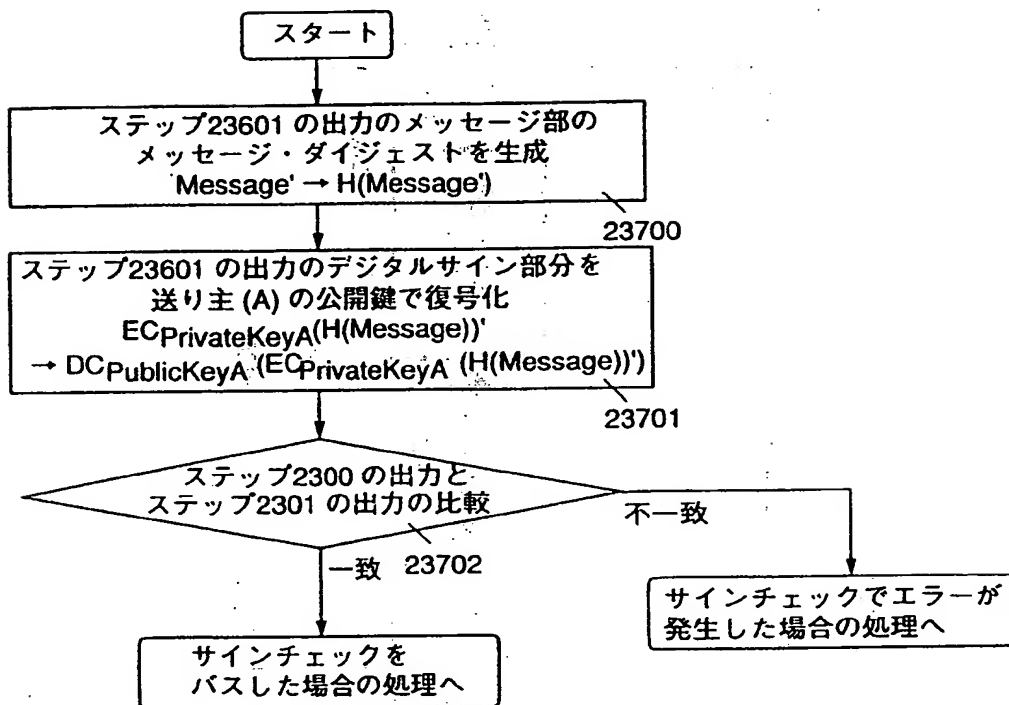 スタート
ステップ23601 の出力のメッセージ部の
メッセージ・ダイジェストを生成
'Message' → H(Message')
23700
ステップ23601 の出力のデジタルサイン部分を
送り主 (A) の公開鍵で復号化
ECPrivateKeyA(H(Message))'
→ DCPublicKeyA (ECPrivateKeyA (H(Message))')
23701
ステップ2300 の出力と
ステップ2301 の出力の比較
不一致
一致
23702
サインチェックでエラーが
発生した場合の処理へ
サインチェックを
バスした場合の処理へ